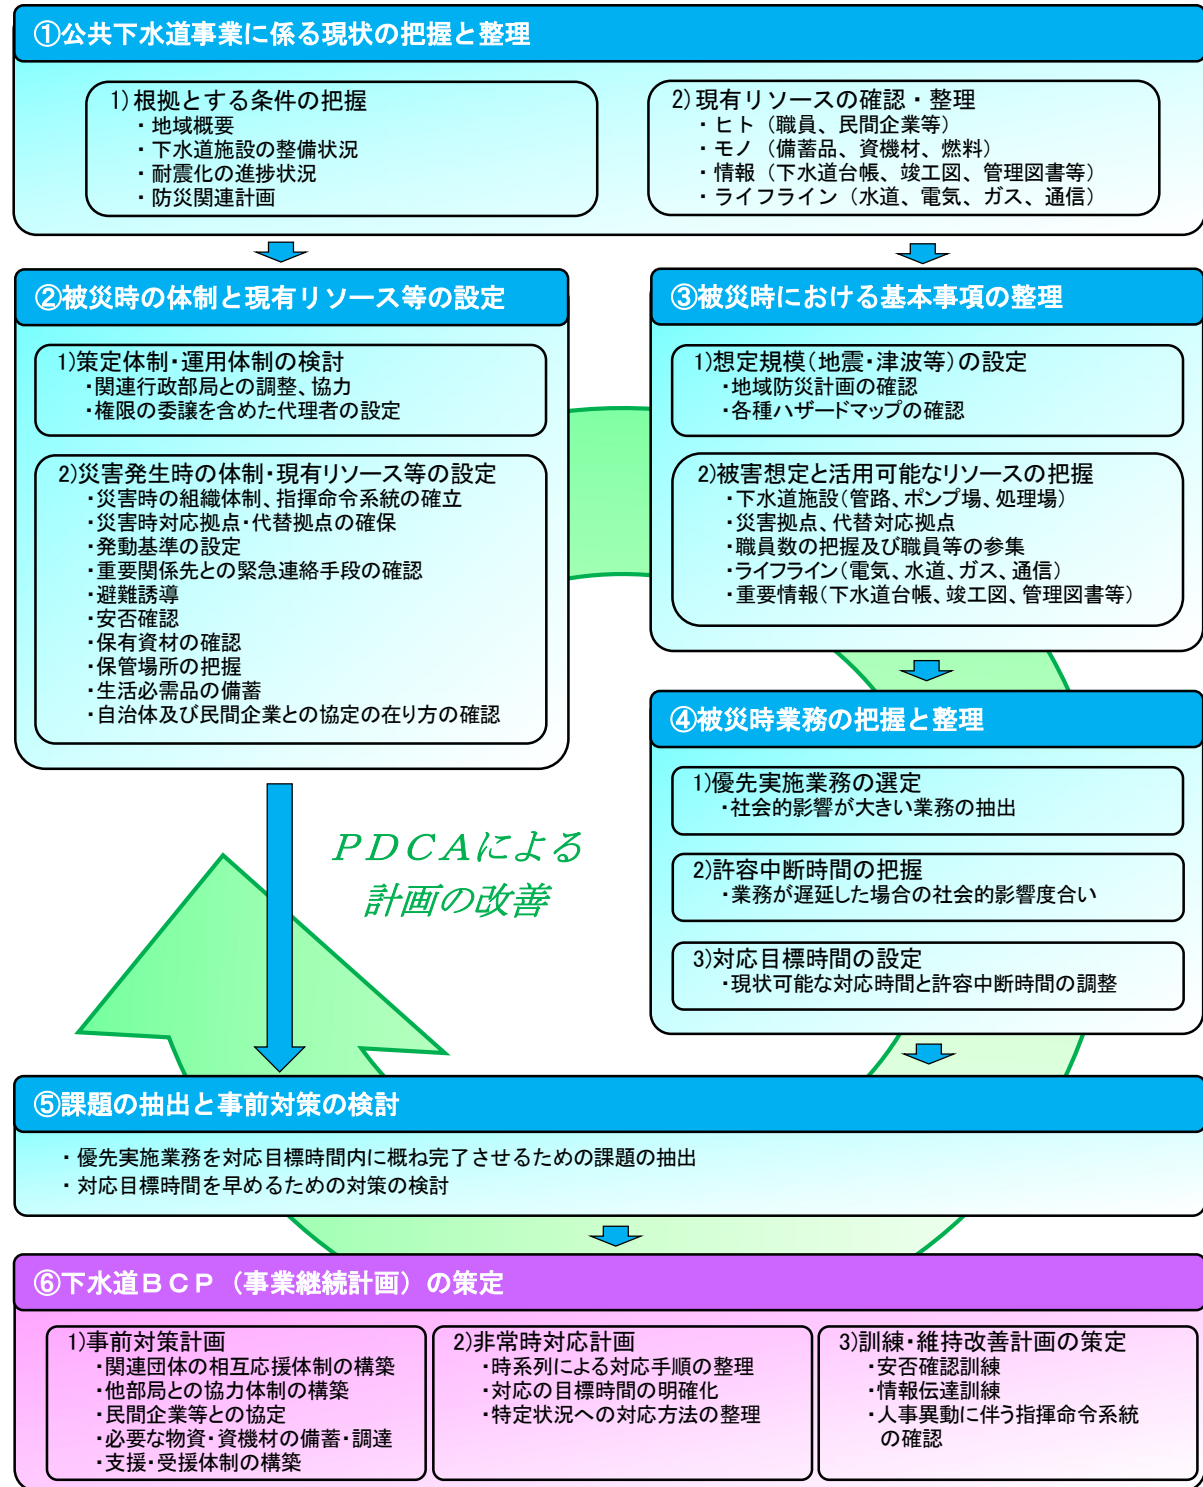 ①公共下水道事業に係る現状の把握と整理
1)根拠とする条件の把握
・地域概要
・下水道施設の整備状況
・耐震化の進捗状況
・防災関連計画
2)現有リソースの確認・整理
・ヒト（職員、民間企業等）
・モノ（備蓄品、資機材、燃料）
・情報（下水道台帳、竣工図、管理図書等）
・ライフライン（水道、電気、ガス、通信）
②被災時の体制と現有リソース等の設定
1)策定体制・運用体制の検討
・関連行政部局との調整、協力
・権限の委譲を含めた代理者の設定
2)災害発生時の体制・現有リソース等の設定
・災害時の組織体制、指揮命令系統の確立
・災害時対応拠点・代替拠点の確保
・発動基準の設定
・重要関係先との緊急連絡手段の確認
・避難誘導
・安否確認
・保有資材の確認
・保管場所の把握
・生活必需品の備蓄
・自治体及び民間企業との協定の在り方の確認
③被災時における基本事項の整理
1)想定規模（地震・津波等）の設定
・地域防災計画の確認
・各種ハザードマップの確認
2)被害想定と活用可能なリソースの把握
・下水道施設（管路、ポンプ場、処理場）
・災害拠点、代替対応拠点
・職員数の把握及び職員等の参集
・ライフライン（電気、水道、ガス、通信）
・重要情報（下水道台帳、竣工図、管理図書等）
④被災時業務の把握と整理
1)優先実施業務の選定
・社会的影響が大きい業務の抽出
2)許容中断時間の把握
・業務が遅延した場合の社会的影響度合い
3)対応目標時間の設定
・現状可能な対応時間と許容中断時間の調整
ＰＤＣＡによる
計画の改善
⑤課題の抽出と事前対策の検討
・優先実施業務を対応目標時間内に概ね完了させるための課題の抽出
・対応目標時間を早めるための対策の検討
⑥下水道ＢＣＰ（事業継続計画）の策定
1)事前対策計画
・関連団体の相互応援体制の構築
・他部局との協力体制の構築
・民間企業等との協定
・必要な物資・資機材の備蓄・調達
・支援・受援体制の構築
2)非常時対応計画
・時系列による対応手順の整理
・対応の目標時間の明確化
・特定状況への対応方法の整理
3)訓練・維持改善計画の策定
・安否確認訓練
・情報伝達訓練
・人事異動に伴う指揮命令系統
の確認